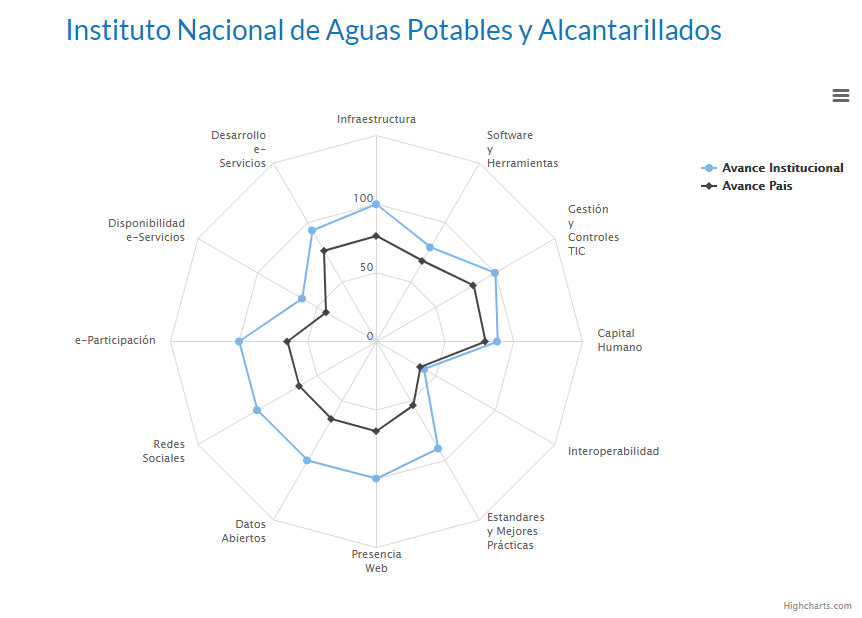 Instituto Nacional de Aguas Potables y Alcantarillados
Infraestructura
Software
y
Herramientas
Gestión
y
Controles
TIC
Capital
Humano
Interoperabilidad
Estandares
y Mejores
Prácticas
Presencia
Web
Datos
Abiertos
Redes
Sociales
e-Participación
Disponibilidad
e-Servicios
Desarrollo
e-
Servicios
100
50
0
Avance Institucional
Avance Pais
Highcharts.com